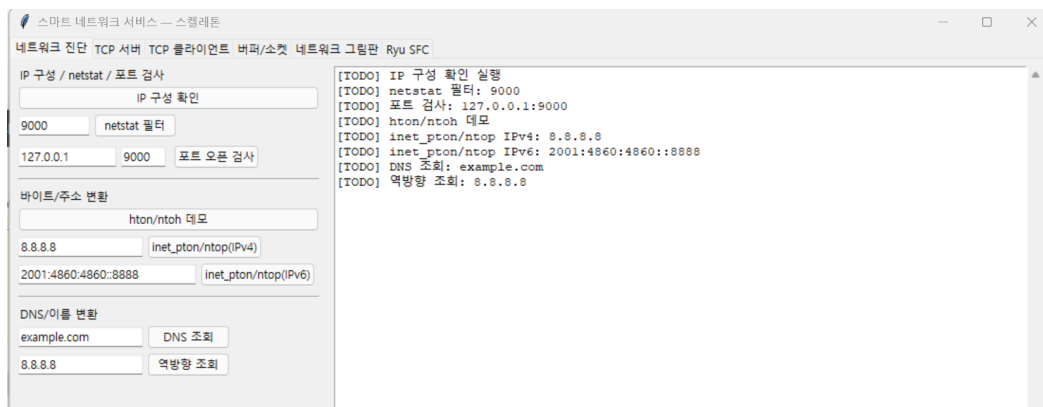 스마트 네트워크 서비스 — 스켈레톤
네트워크 진단 TCP 서버 TCP 클라이언트 버퍼/소켓 네트워크 그림판 Ryu SFC
IP 구성 / netstat / 포트 검사
IP 구성 확인
9000 netstat 필터
127.0.0.1 9000 포트 오픈 검사
바이트/주소 변환
hton/ntoh 데모
8.8.8.8 inet_pton/ntop(IPv4)
2001:4860:4860::8888 inet_pton/ntop(IPv6)
DNS/이름 변환
example.com DNS 조회
8.8.8.8 역방향 조회
[TODO] IP 구성 확인 실행
[TODO] netstat 필터: 9000
[TODO] 포트 검사: 127.0.0.1:9000
[TODO] hton/ntoh 데모
[TODO] inet_pton/ntop IPv4: 8.8.8.8
[TODO] inet_pton/ntop IPv6: 2001:4860:4860::8888
[TODO] DNS 조회: example.com
[TODO] 역방향 조회: 8.8.8.8